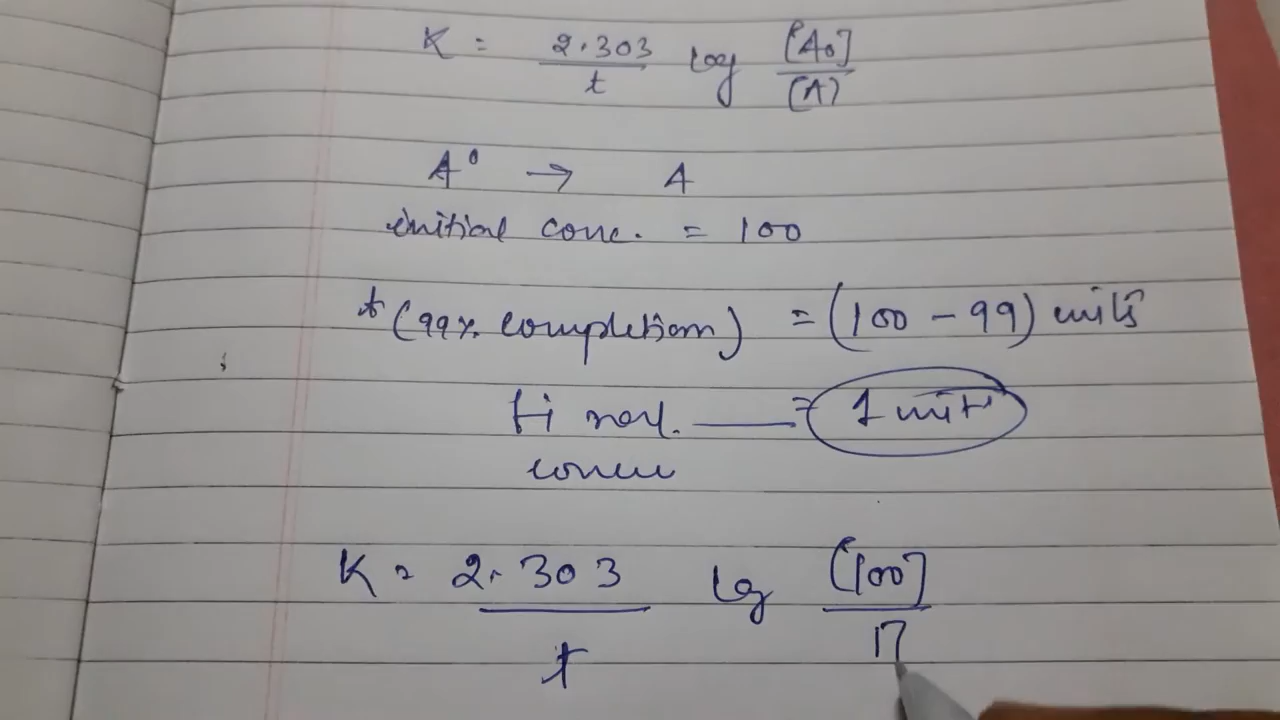 K = 2.303/t log [A₀]/[A]
A⁰ → A
initial conc. = 100
t (99% completion) = (100 - 99) units
final conc = 1 unit
K = 2.303/t log [100]/1